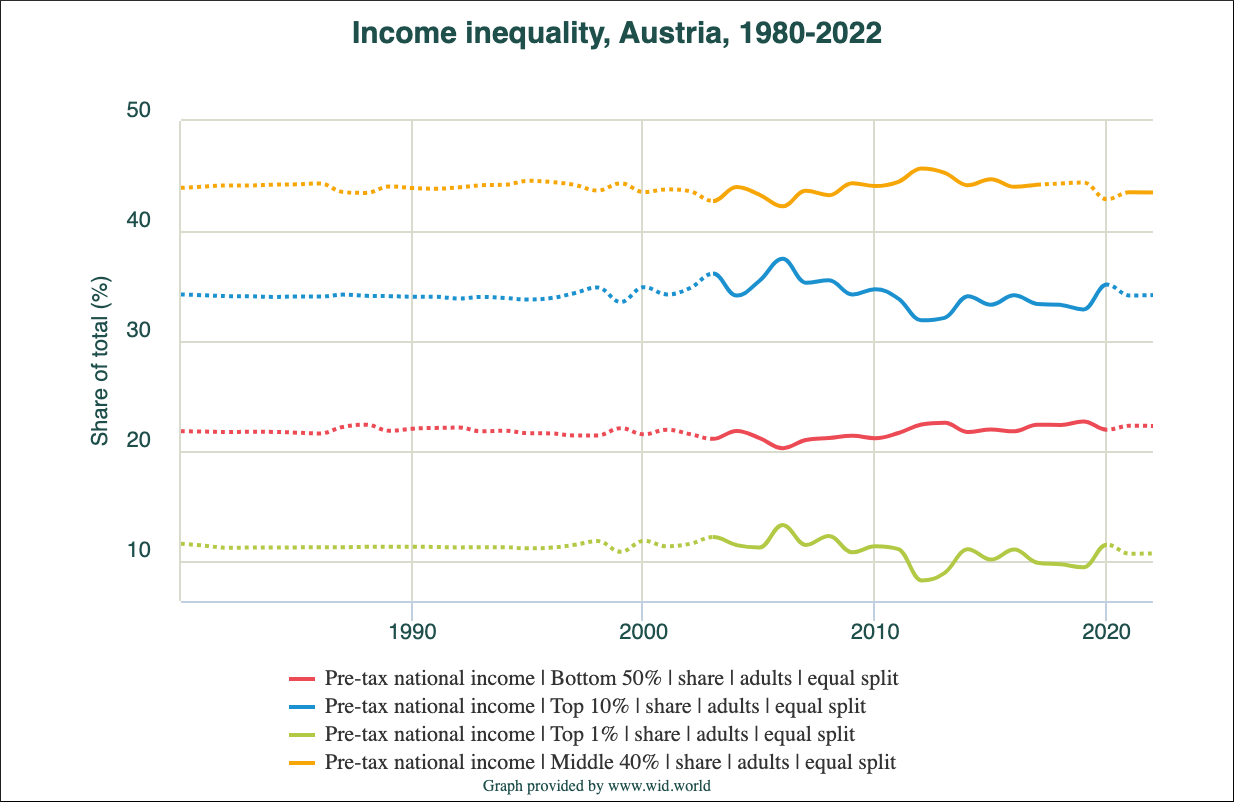 Income inequality, Austria, 1980-2022
Share of total (%)
50
40
30
20
10
1990 2000 2010 2020
Pre-tax national income | Bottom 50% | share | adults | equal split
Pre-tax national income | Top 10% | share | adults | equal split
Pre-tax national income | Top 1% | share | adults | equal split
Pre-tax national income | Middle 40% | share | adults | equal split
Graph provided by www.wid.world